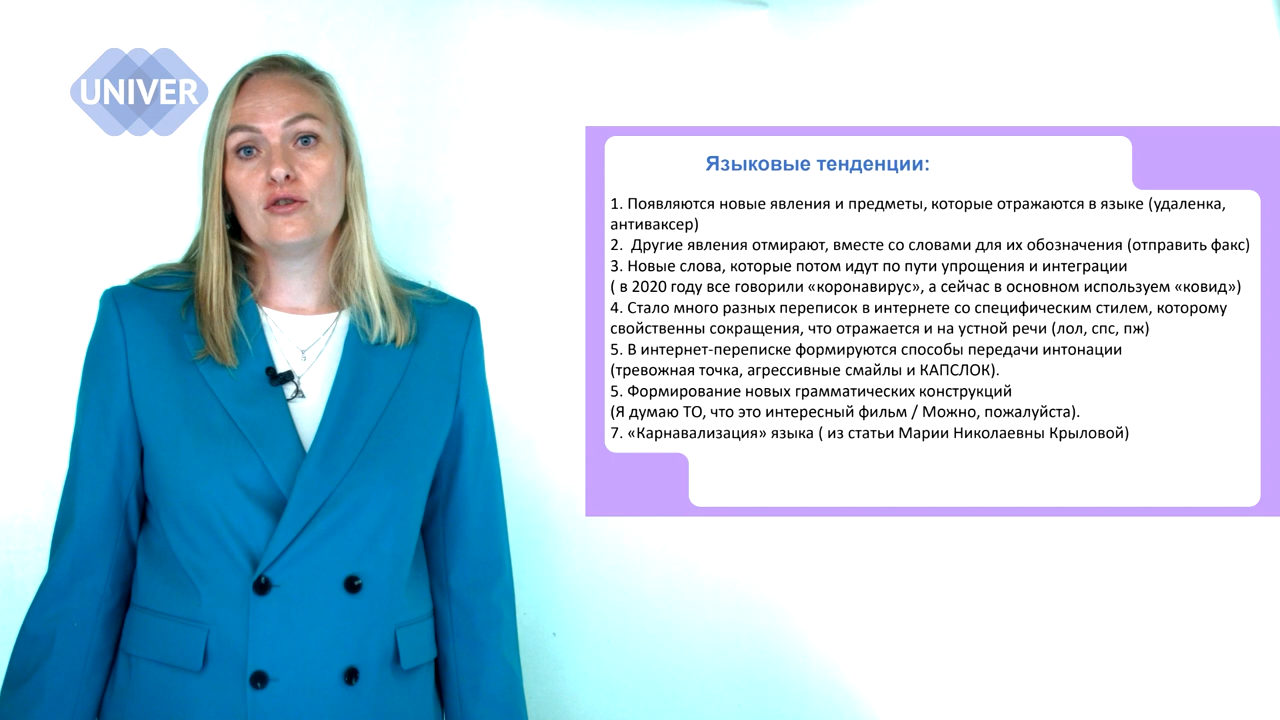 UNIVER
Языковые тенденции:
1. Появляются новые явления и предметы, которые отражаются в языке (удаленка,
антиваксер)
2.  Другие явления отмирают, вместе со словами для их обозначения (отправить факс)
3. Новые слова, которые потом идут по пути упрощения и интеграции
( в 2020 году все говорили «коронавирус», а сейчас в основном используем «ковид»)
4. Стало много разных переписок в интернете со специфическим стилем, которому
свойственны сокращения, что отражается и на устной речи (лол, спс, пж)
5. В интернет-переписке формируются способы передачи интонации
(тревожная точка, агрессивные смайлы и КАПСЛОК).
5. Формирование новых грамматических конструкций
(Я думаю ТО, что это интересный фильм / Можно, пожалуйста).
7. «Карнавализация» языка ( из статьи Марии Николаевны Крыловой)